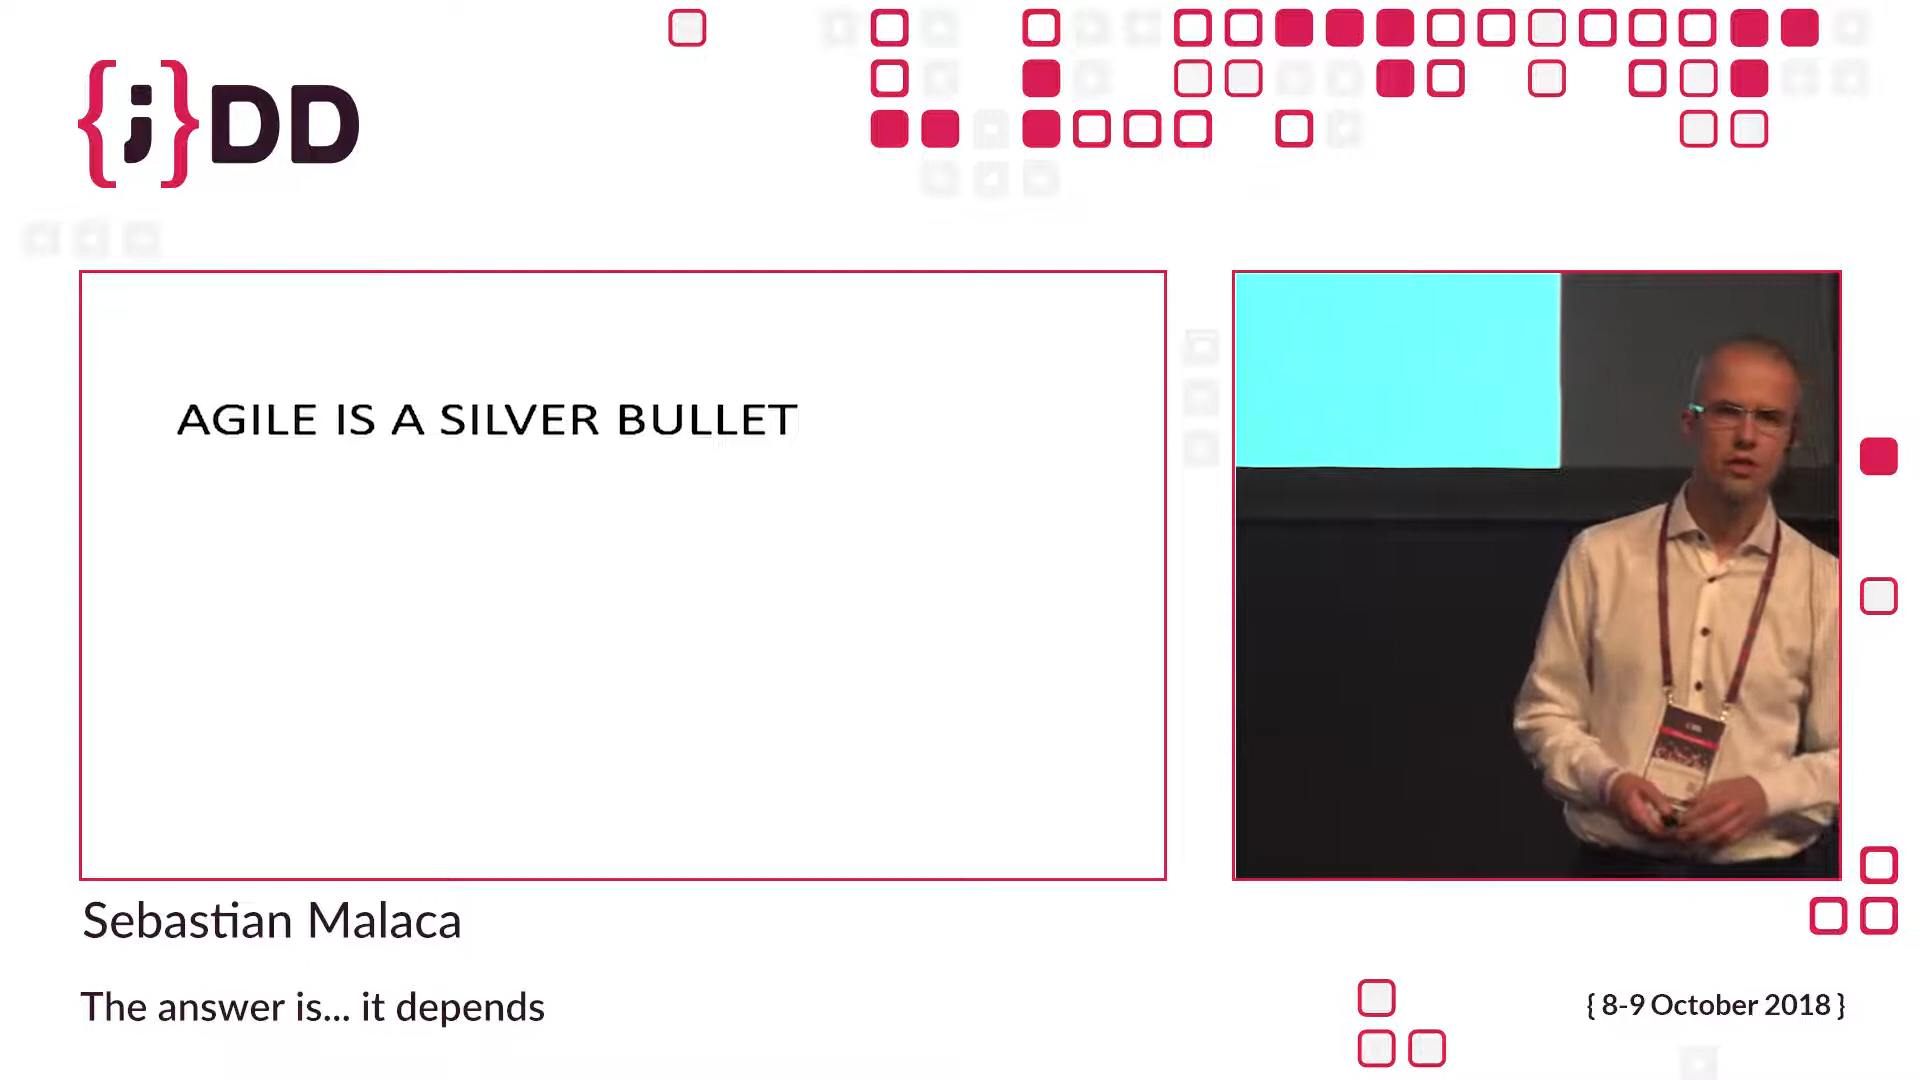 {;}DD
AGILE IS A SILVER BULLET
Sebastian Malaca
The answer is... it depends
{ 8-9 October 2018 }